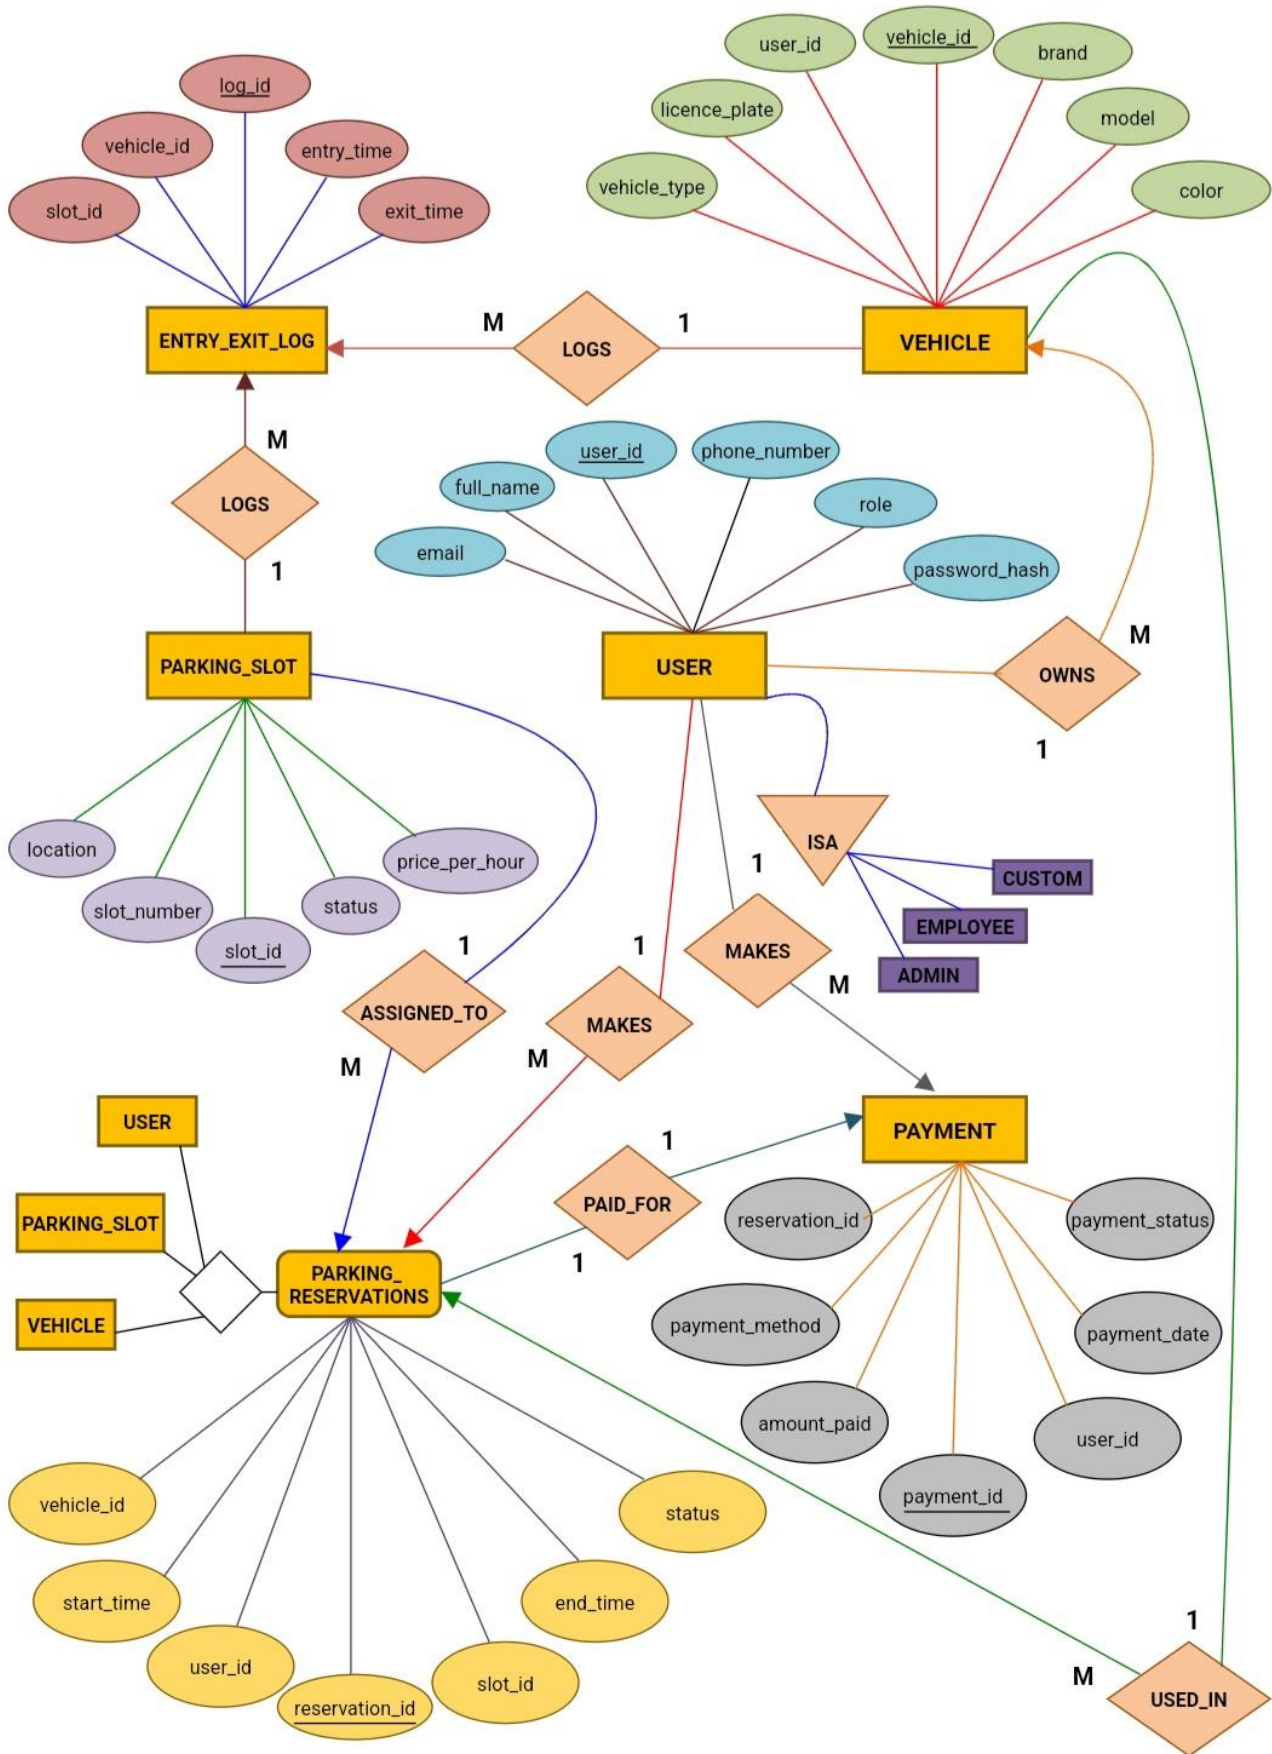 log_id
vehicle_id
entry_time
slot_id
exit_time
user_id
vehicle_id
brand
licence_plate
model
vehicle_type
color
ENTRY_EXIT_LOG
M
LOGS
1
VEHICLE
M
LOGS
1
user_id
phone_number
full_name
role
email
password_hash
PARKING_SLOT
USER
M
OWNS
1
location
slot_number
slot_id
status
price_per_hour
ISA
CUSTOM
EMPLOYEE
ADMIN
1
MAKES
M
1
ASSIGNED_TO
M
1
MAKES
M
USER
PARKING_SLOT
VEHICLE
PARKING_
RESERVATIONS
1
PAID_FOR
1
PAYMENT
reservation_id
payment_status
payment_method
payment_date
amount_paid
user_id
payment_id
vehicle_id
status
start_time
end_time
user_id
slot_id
reservation_id
1
M
USED_IN